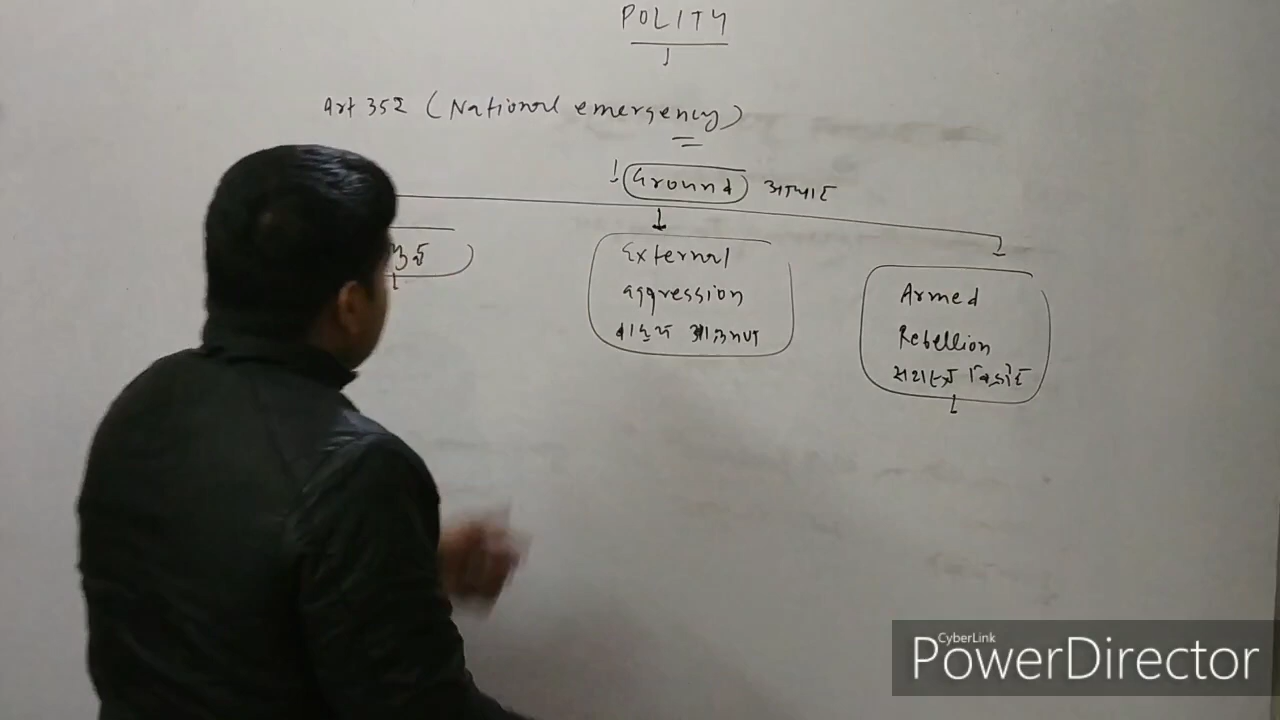 POLITY
Art 352 (National emergency)
Ground आधार
External
aggression
बाह्य आक्रमण
Armed
Rebellion
सशस्त्र विद्रोह
CyberLink
PowerDirector